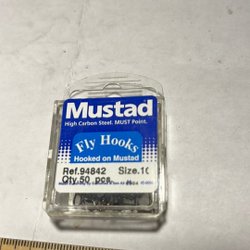 Mustad
High Carbon Steel. MUST Point.
Fly Hooks
Hooked on Mustad
Ref.94842 Size.10
Qty.50 pcs.